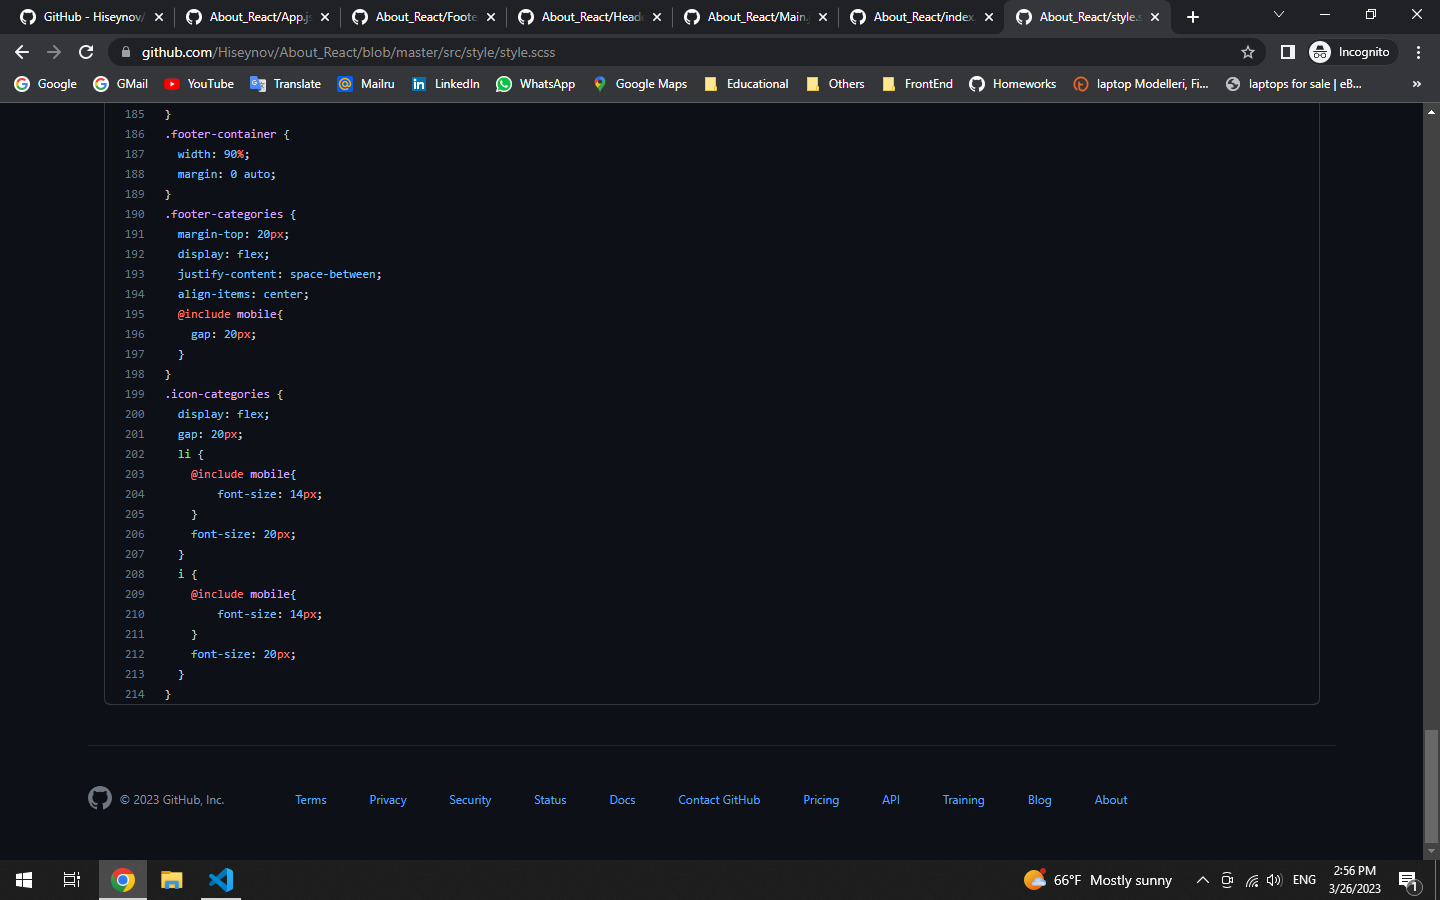 GitHub - Hiseynov/
About_React/App.js
About_React/Foote
About_React/Head
About_React/Main.j
About_React/index.
About_React/style.s
github.com/Hiseynov/About_React/blob/master/src/style/style.scss
Incognito
Google
GMail
YouTube
Translate
Mailru
LinkedIn
WhatsApp
Google Maps
Educational
Others
FrontEnd
Homeworks
laptop Modelleri, Fi...
laptops for sale | eB...
»
185 }
186 .footer-container {
187 width: 90%;
188 margin: 0 auto;
189 }
190 .footer-categories {
191 margin-top: 20px;
192 display: flex;
193 justify-content: space-between;
194 align-items: center;
195 @include mobile{
196 gap: 20px;
197 }
198 }
199 .icon-categories {
200 display: flex;
201 gap: 20px;
202 li {
203 @include mobile{
204 font-size: 14px;
205 }
206 font-size: 20px;
207 }
208 i {
209 @include mobile{
210 font-size: 14px;
211 }
212 font-size: 20px;
213 }
214 }
© 2023 GitHub, Inc.
Terms
Privacy
Security
Status
Docs
Contact GitHub
Pricing
API
Training
Blog
About
66°F Mostly sunny
ENG
2:56 PM
3/26/2023
1